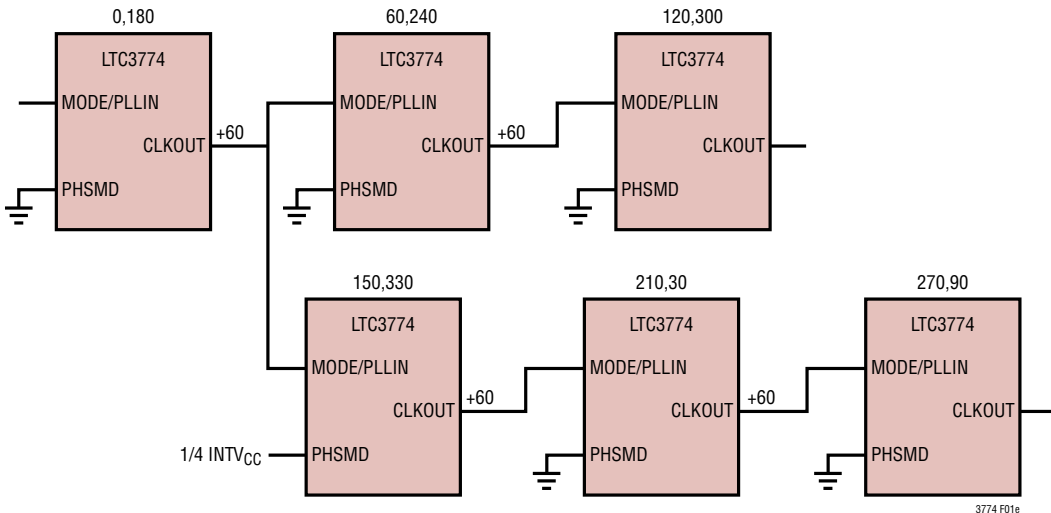 0,180
LTC3774
MODE/PLLIN
CLKOUT
+60
PHSMD
60,240
LTC3774
MODE/PLLIN
CLKOUT
+60
PHSMD
120,300
LTC3774
MODE/PLLIN
CLKOUT
PHSMD
150,330
LTC3774
MODE/PLLIN
CLKOUT
+60
1/4 INTVCC
PHSMD
210,30
LTC3774
MODE/PLLIN
CLKOUT
+60
PHSMD
270,90
LTC3774
MODE/PLLIN
CLKOUT
PHSMD
3774 F01e